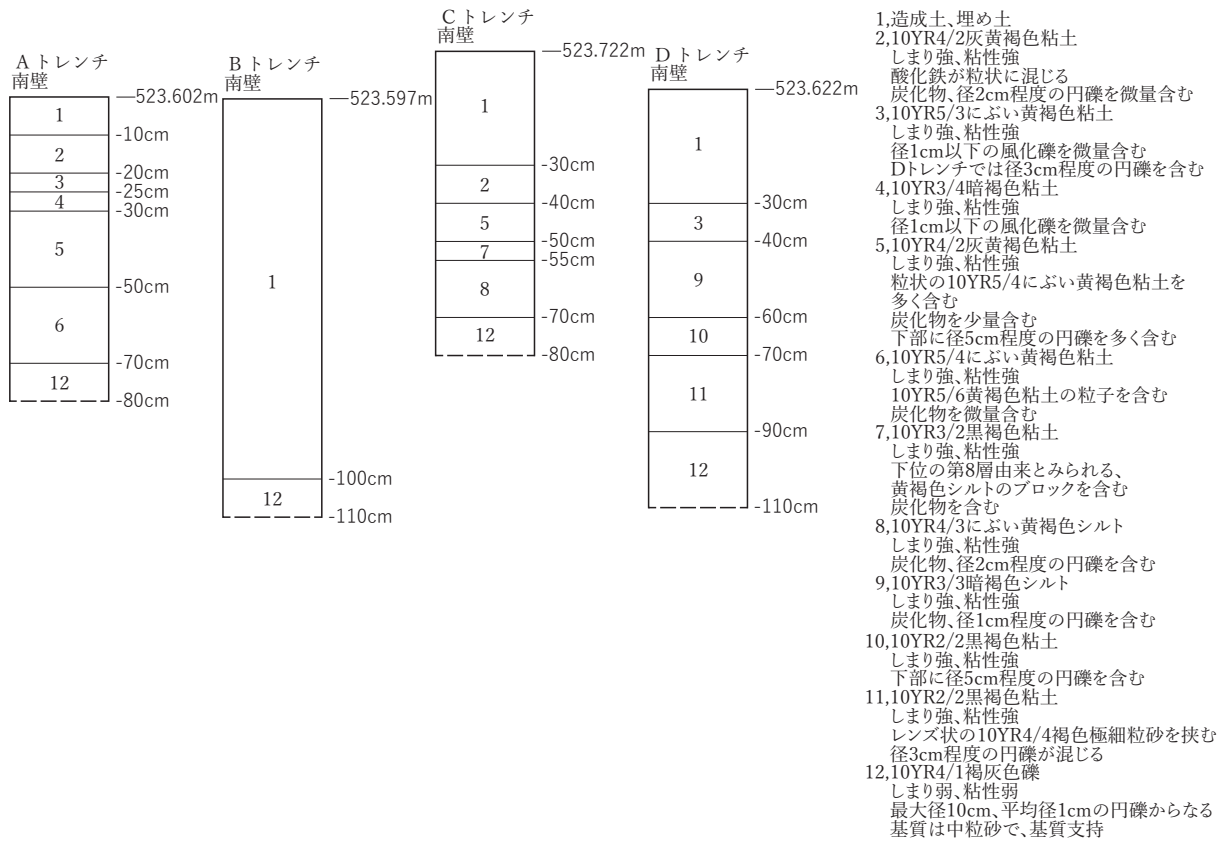 A トレンチ
南壁
523.602m
1
-10cm
2
-20cm
3
-25cm
4
-30cm
5
-50cm
6
-70cm
12
-80cm
B トレンチ
南壁
523.597m
1
-100cm
12
-110cm
C トレンチ
南壁
523.722m
1
-30cm
2
-40cm
5
-50cm
7
-55cm
8
-70cm
12
-80cm
D トレンチ
南壁
523.622m
1
-30cm
3
-40cm
9
-60cm
10
-70cm
11
-90cm
12
-110cm
1,造成土、埋め土
2,10YR4/2灰黄褐色粘土
しまり強、粘性強
酸化鉄が粒状に混じる
炭化物、径2cm程度の円礫を微量含む
3,10YR5/3にぶい黄褐色粘土
しまり強、粘性強
径1cm以下の風化礫を微量含む
Dトレンチでは径3cm程度の円礫を含む
4,10YR3/4暗褐色粘土
しまり強、粘性強
径1cm以下の風化礫を微量含む
5,10YR4/2灰黄褐色粘土
しまり強、粘性強
粒状の10YR5/4にぶい黄褐色粘土を
多く含む
炭化物を少量含む
下部に径5cm程度の円礫を多く含む
6,10YR5/4にぶい黄褐色粘土
しまり強、粘性強
10YR5/6黄褐色粘土の粒子を含む
炭化物を微量含む
7,10YR3/2黒褐色粘土
しまり強、粘性強
下位の第8層由来とみられる、
黄褐色シルトのブロックを含む
炭化物を含む
8,10YR4/3にぶい黄褐色シルト
しまり強、粘性強
炭化物、径2cm程度の円礫を含む
9,10YR3/3暗褐色シルト
しまり強、粘性強
炭化物、径1cm程度の円礫を含む
10,10YR2/2黒褐色粘土
しまり強、粘性強
下部に径5cm程度の円礫を含む
11,10YR2/2黒褐色粘土
しまり強、粘性強
レンズ状の10YR4/4褐色極細粒砂を挟む
径3cm程度の円礫が混じる
12,10YR4/1褐灰色礫
しまり弱、粘性弱
最大径10cm、平均径1cmの円礫からなる
基質は中粒砂で、基質支持